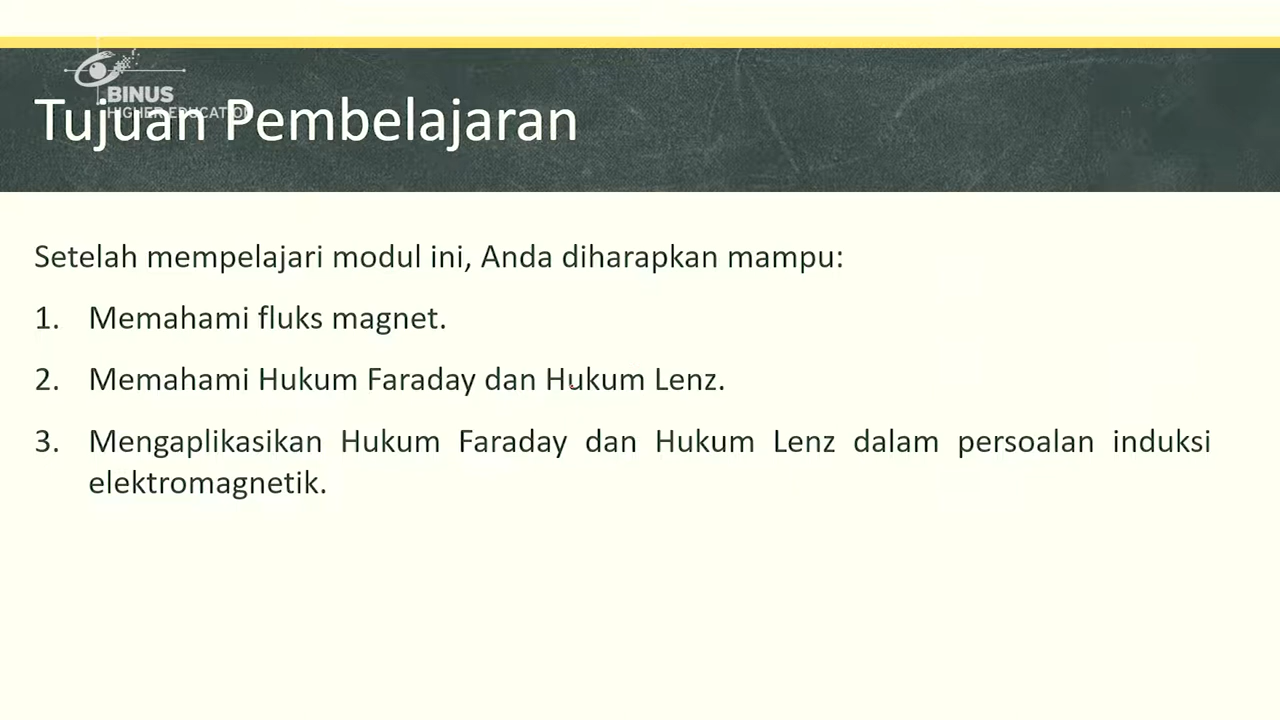 BINUS
HIGHER EDUCATION
Tujuan Pembelajaran
Setelah mempelajari modul ini, Anda diharapkan mampu:
1. Memahami fluks magnet.
2. Memahami Hukum Faraday dan Hukum Lenz.
3. Mengaplikasikan Hukum Faraday dan Hukum Lenz dalam persoalan induksi
elektromagnetik.